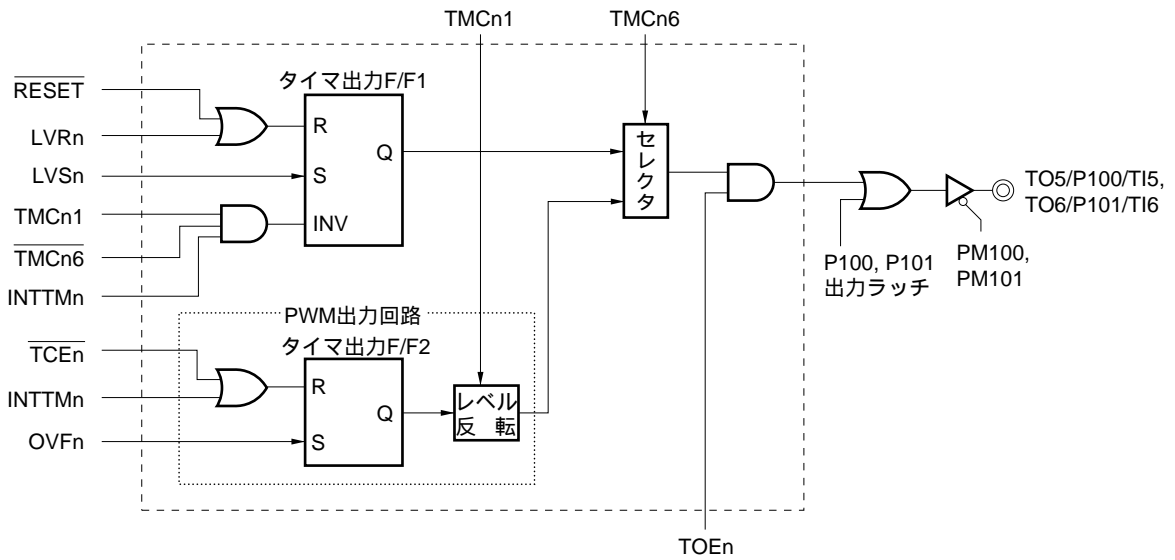 TMCn1
TMCn6
RESET
タイマ出力F/F1
LVRn
R
Q
セレクタ
LVSn
S
TO5/P100/TI5,
TO6/P101/TI6
TMCn1
INV
TMCn6
P100, P101
出力ラッチ
PM100,
PM101
INTTMn
PWM出力回路
TCEn
タイマ出力F/F2
R
Q
INTTMn
レベル
反 転
OVFn
S
TOEn